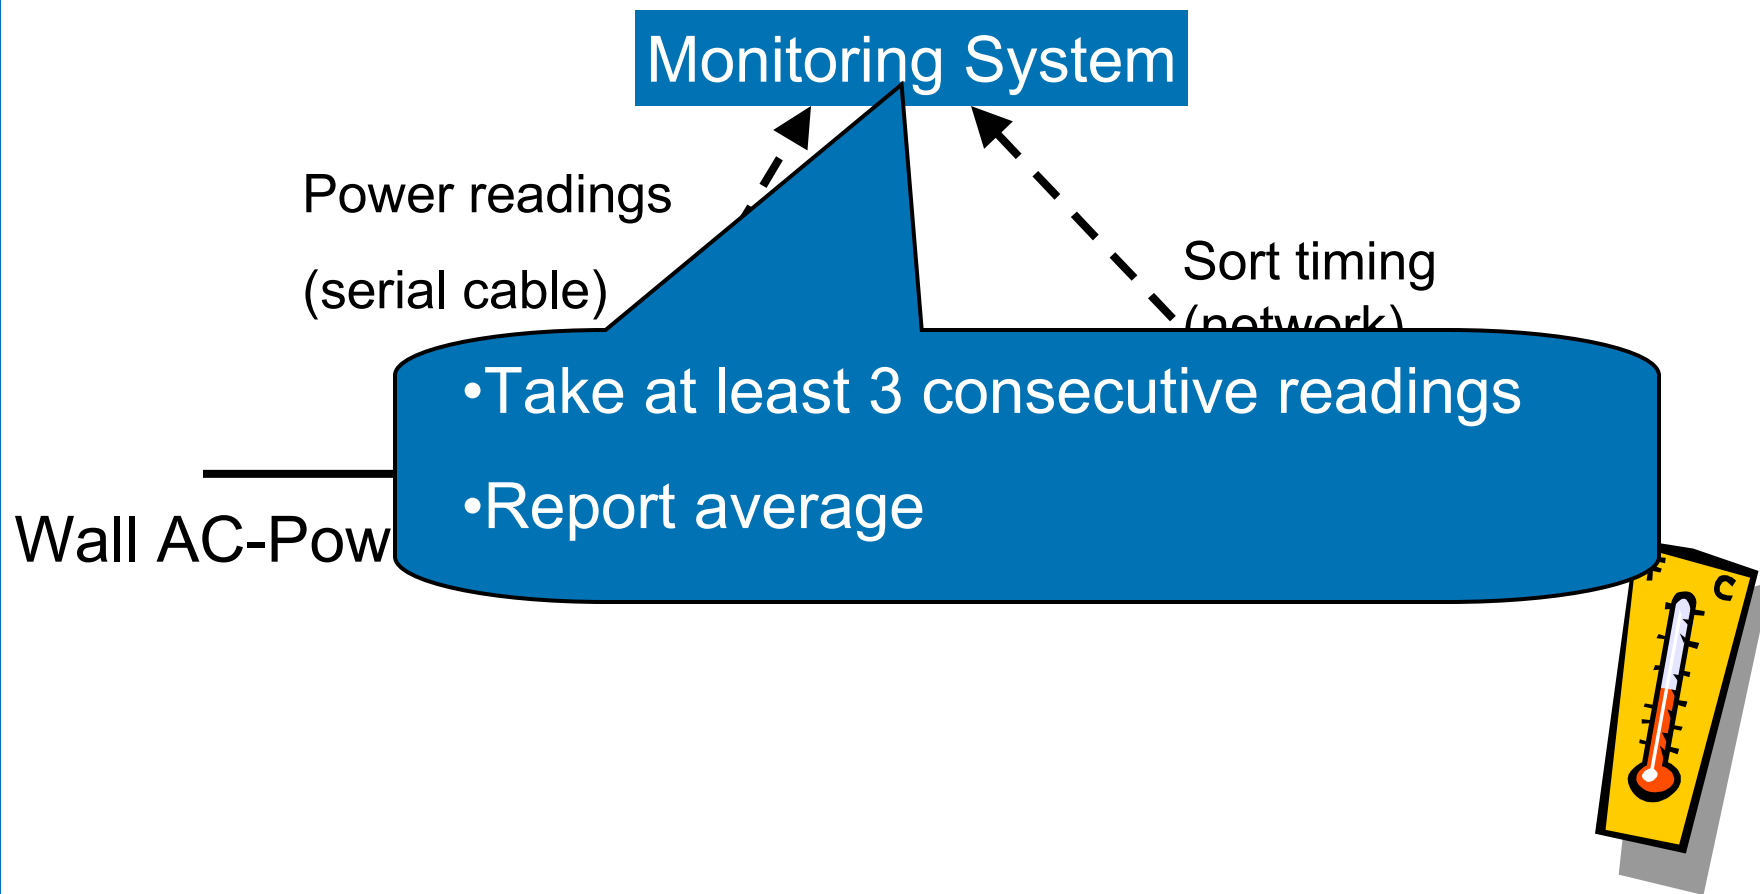 Monitoring System
Power readings
(serial cable)
Sort timing
(network)
•Take at least 3 consecutive readings
•Report average
Wall AC-Pow
F C